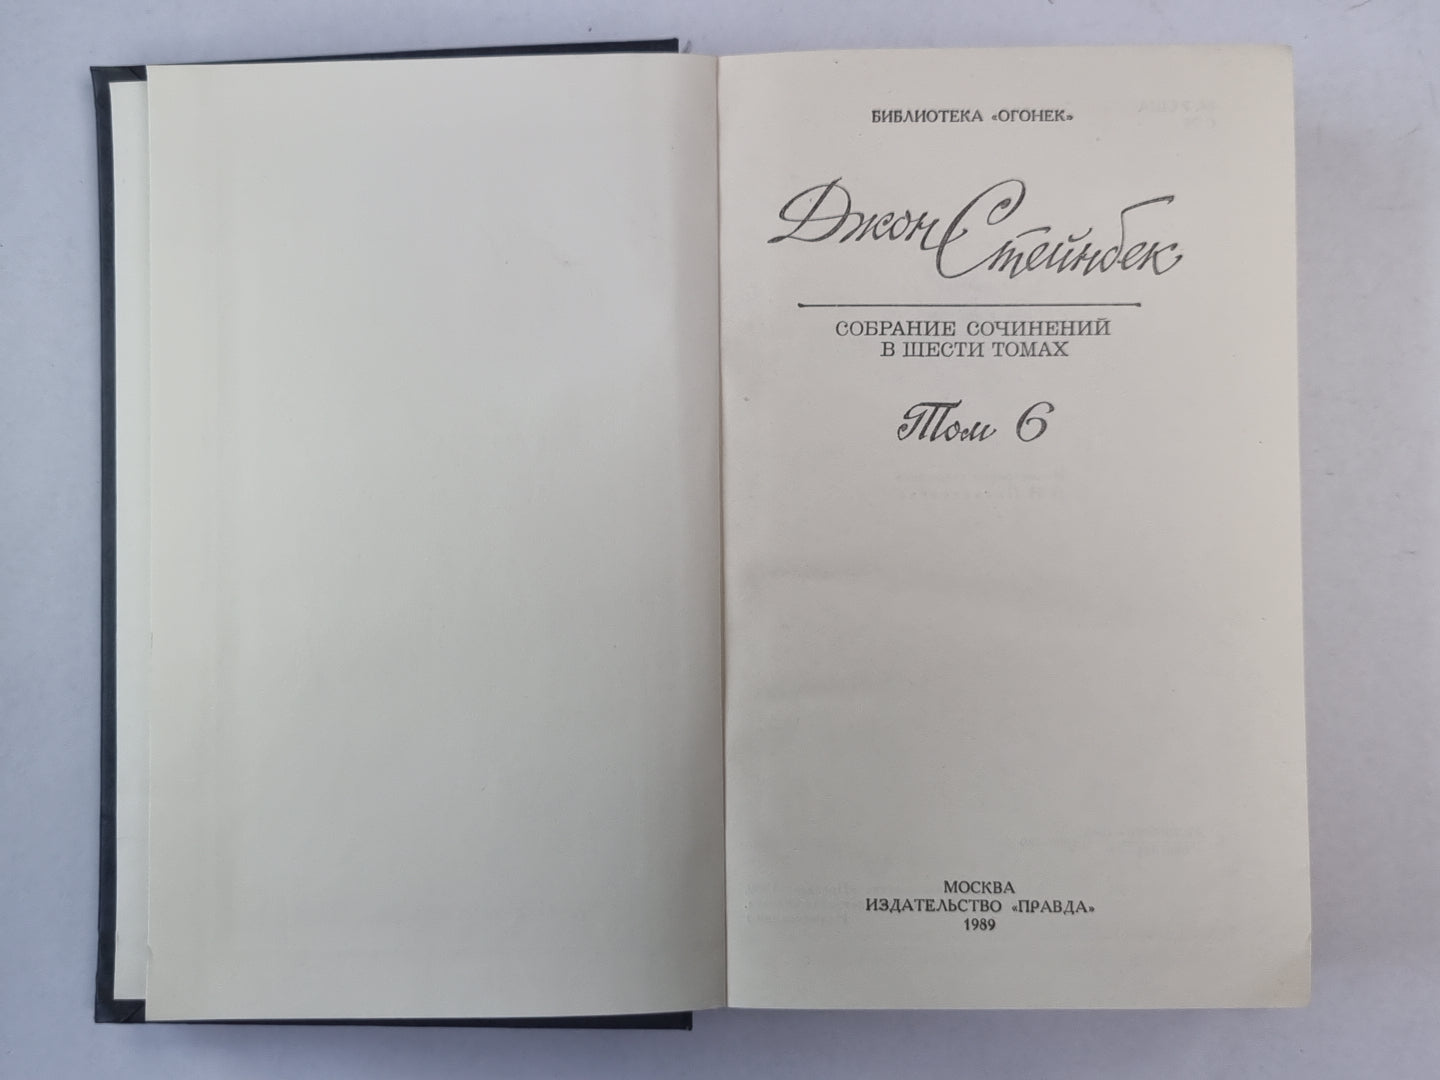 БИБЛИОТЕКА «ОГОНЕК»
Джон Стейнбек
СОБРАНИЕ СОЧИНЕНИЙ
В ШЕСТИ ТОМАХ
Том 6
МОСКВА
ИЗДАТЕЛЬСТВО «ПРАВДА»
1989